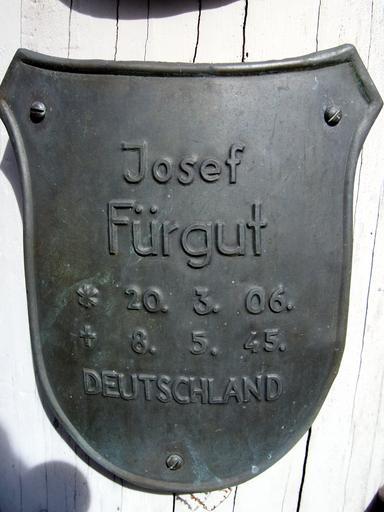 Josef
Fürgut
* 20. 3. 06.
† 8. 5. 45.
DEUTSCHLAND